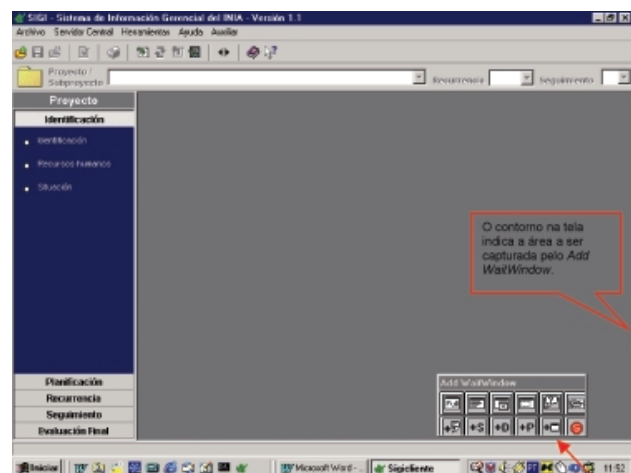 SIGI - Sistema de Información Gerencial del INIA - Versión 1.1
Archivo Servidor Central Herramientas Ayuda Auxiliar
Proyecto /
Subproyecto
Recurrencia
Seguimiento
Proyecto
Identificación
Identificación
Recursos humanos
Situación
O contorno na tela
indica a área a ser
capturada pelo Add
WaitWindow.
Planificación
Recurrencia
Seguimiento
Evaluación Final
Add WaitWindow
+S +D +P
Inicio
Microsoft Word - ...
Sigicliente
11:52